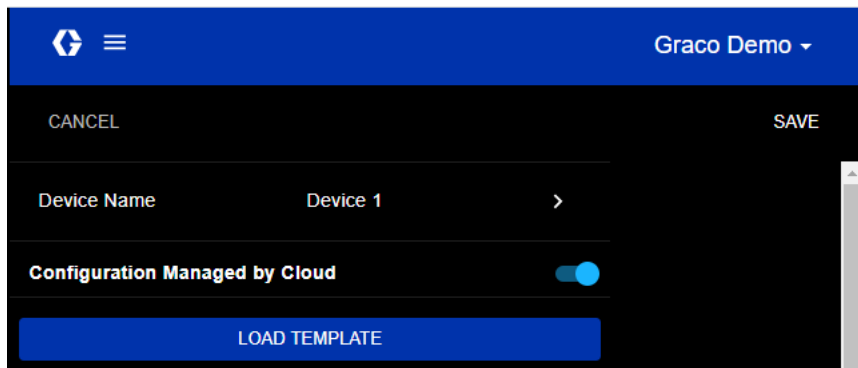 Graco Demo
CANCEL SAVE
Device Name Device 1
Configuration Managed by Cloud
LOAD TEMPLATE